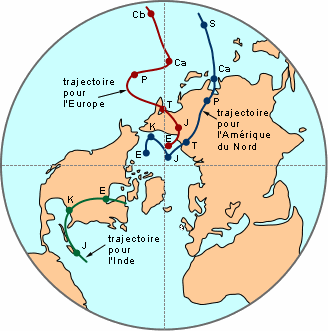 Cb
S
Ca
Ca
P
trajectoire
pour
l'Europe
P
T
trajectoire
pour
l'Amérique
du Nord
K
J
E
E
J
T
K
E
J
trajectoire
pour
l'Inde